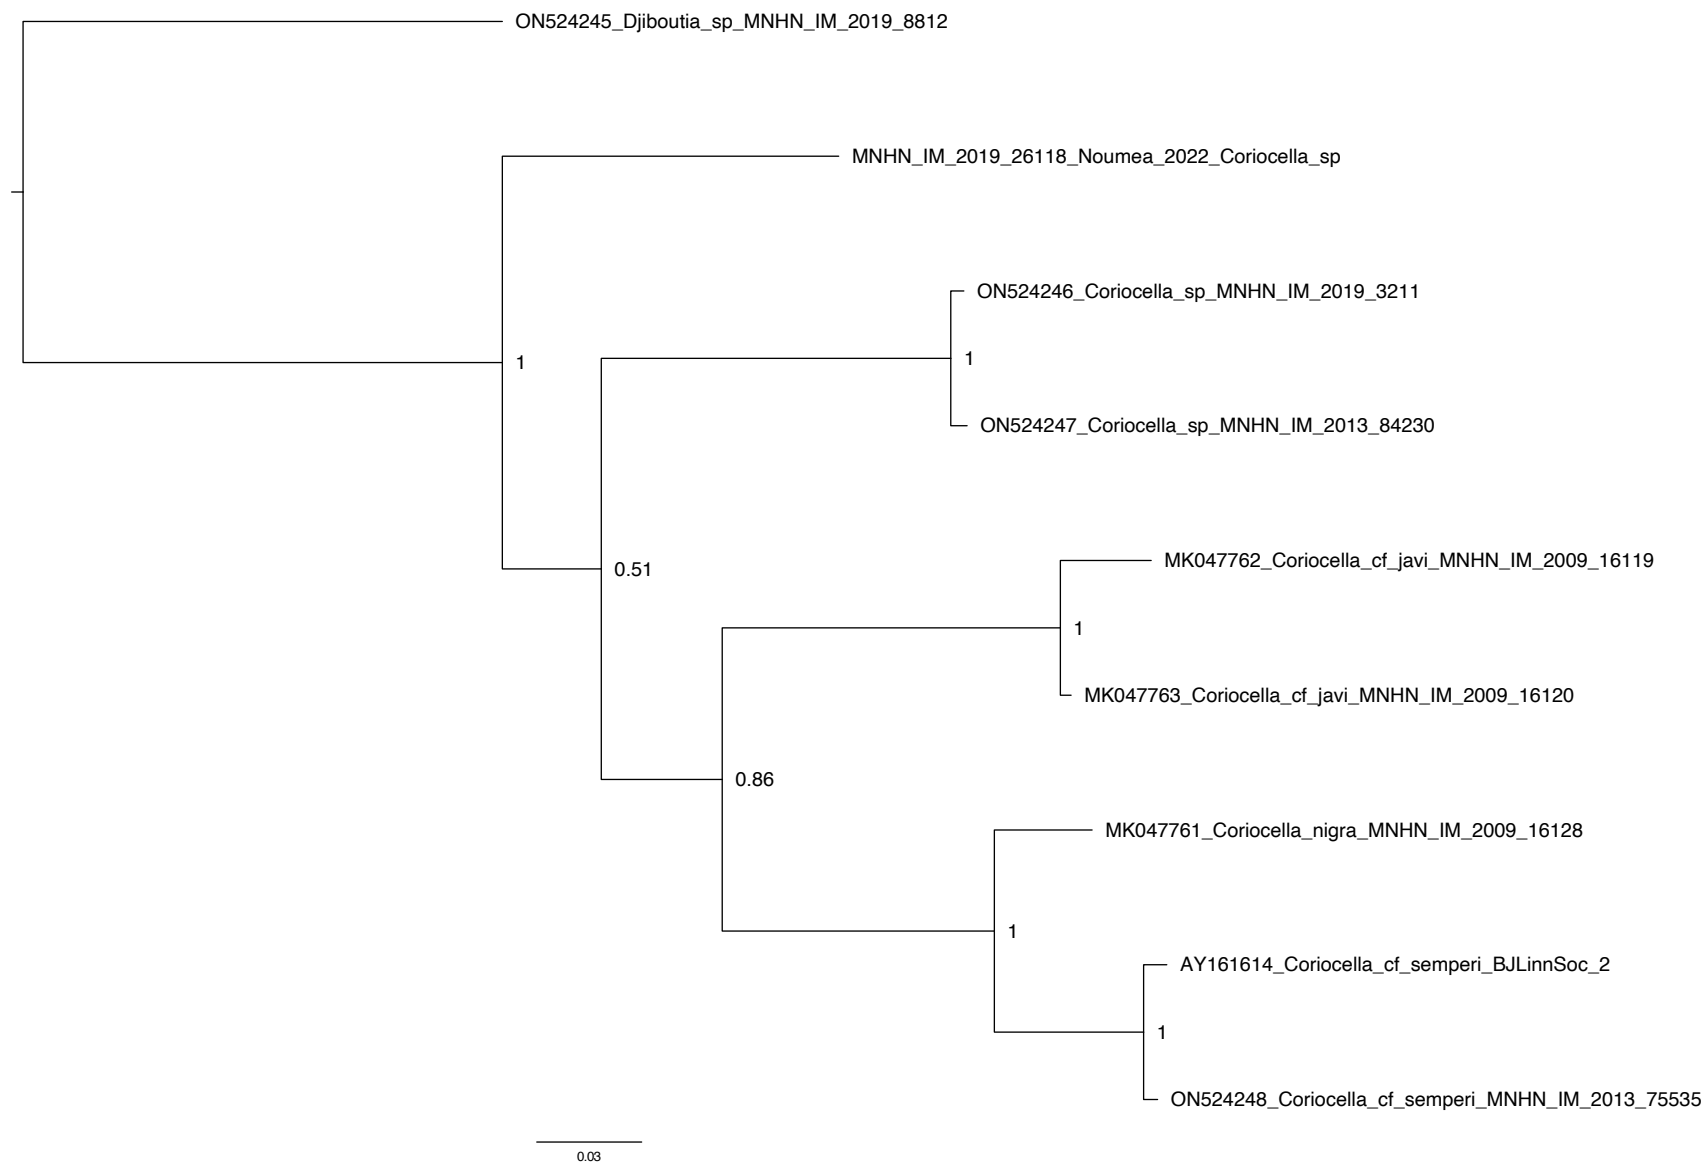 ON524245_Djiboutia_sp_MNHN_IM_2019_8812
MNHN_IM_2019_26118_Noumea_2022_Coriocella_sp
ON524246_Coriocella_sp_MNHN_IM_2019_3211
1
1
ON524247_Coriocella_sp_MNHN_IM_2013_84230
MK047762_Coriocella_cf_javi_MNHN_IM_2009_16119
0.51
1
MK047763_Coriocella_cf_javi_MNHN_IM_2009_16120
0.86
MK047761_Coriocella_nigra_MNHN_IM_2009_16128
1
AY161614_Coriocella_cf_semperi_BJLinnSoc_2
1
ON524248_Coriocella_cf_semperi_MNHN_IM_2013_75535
0.03